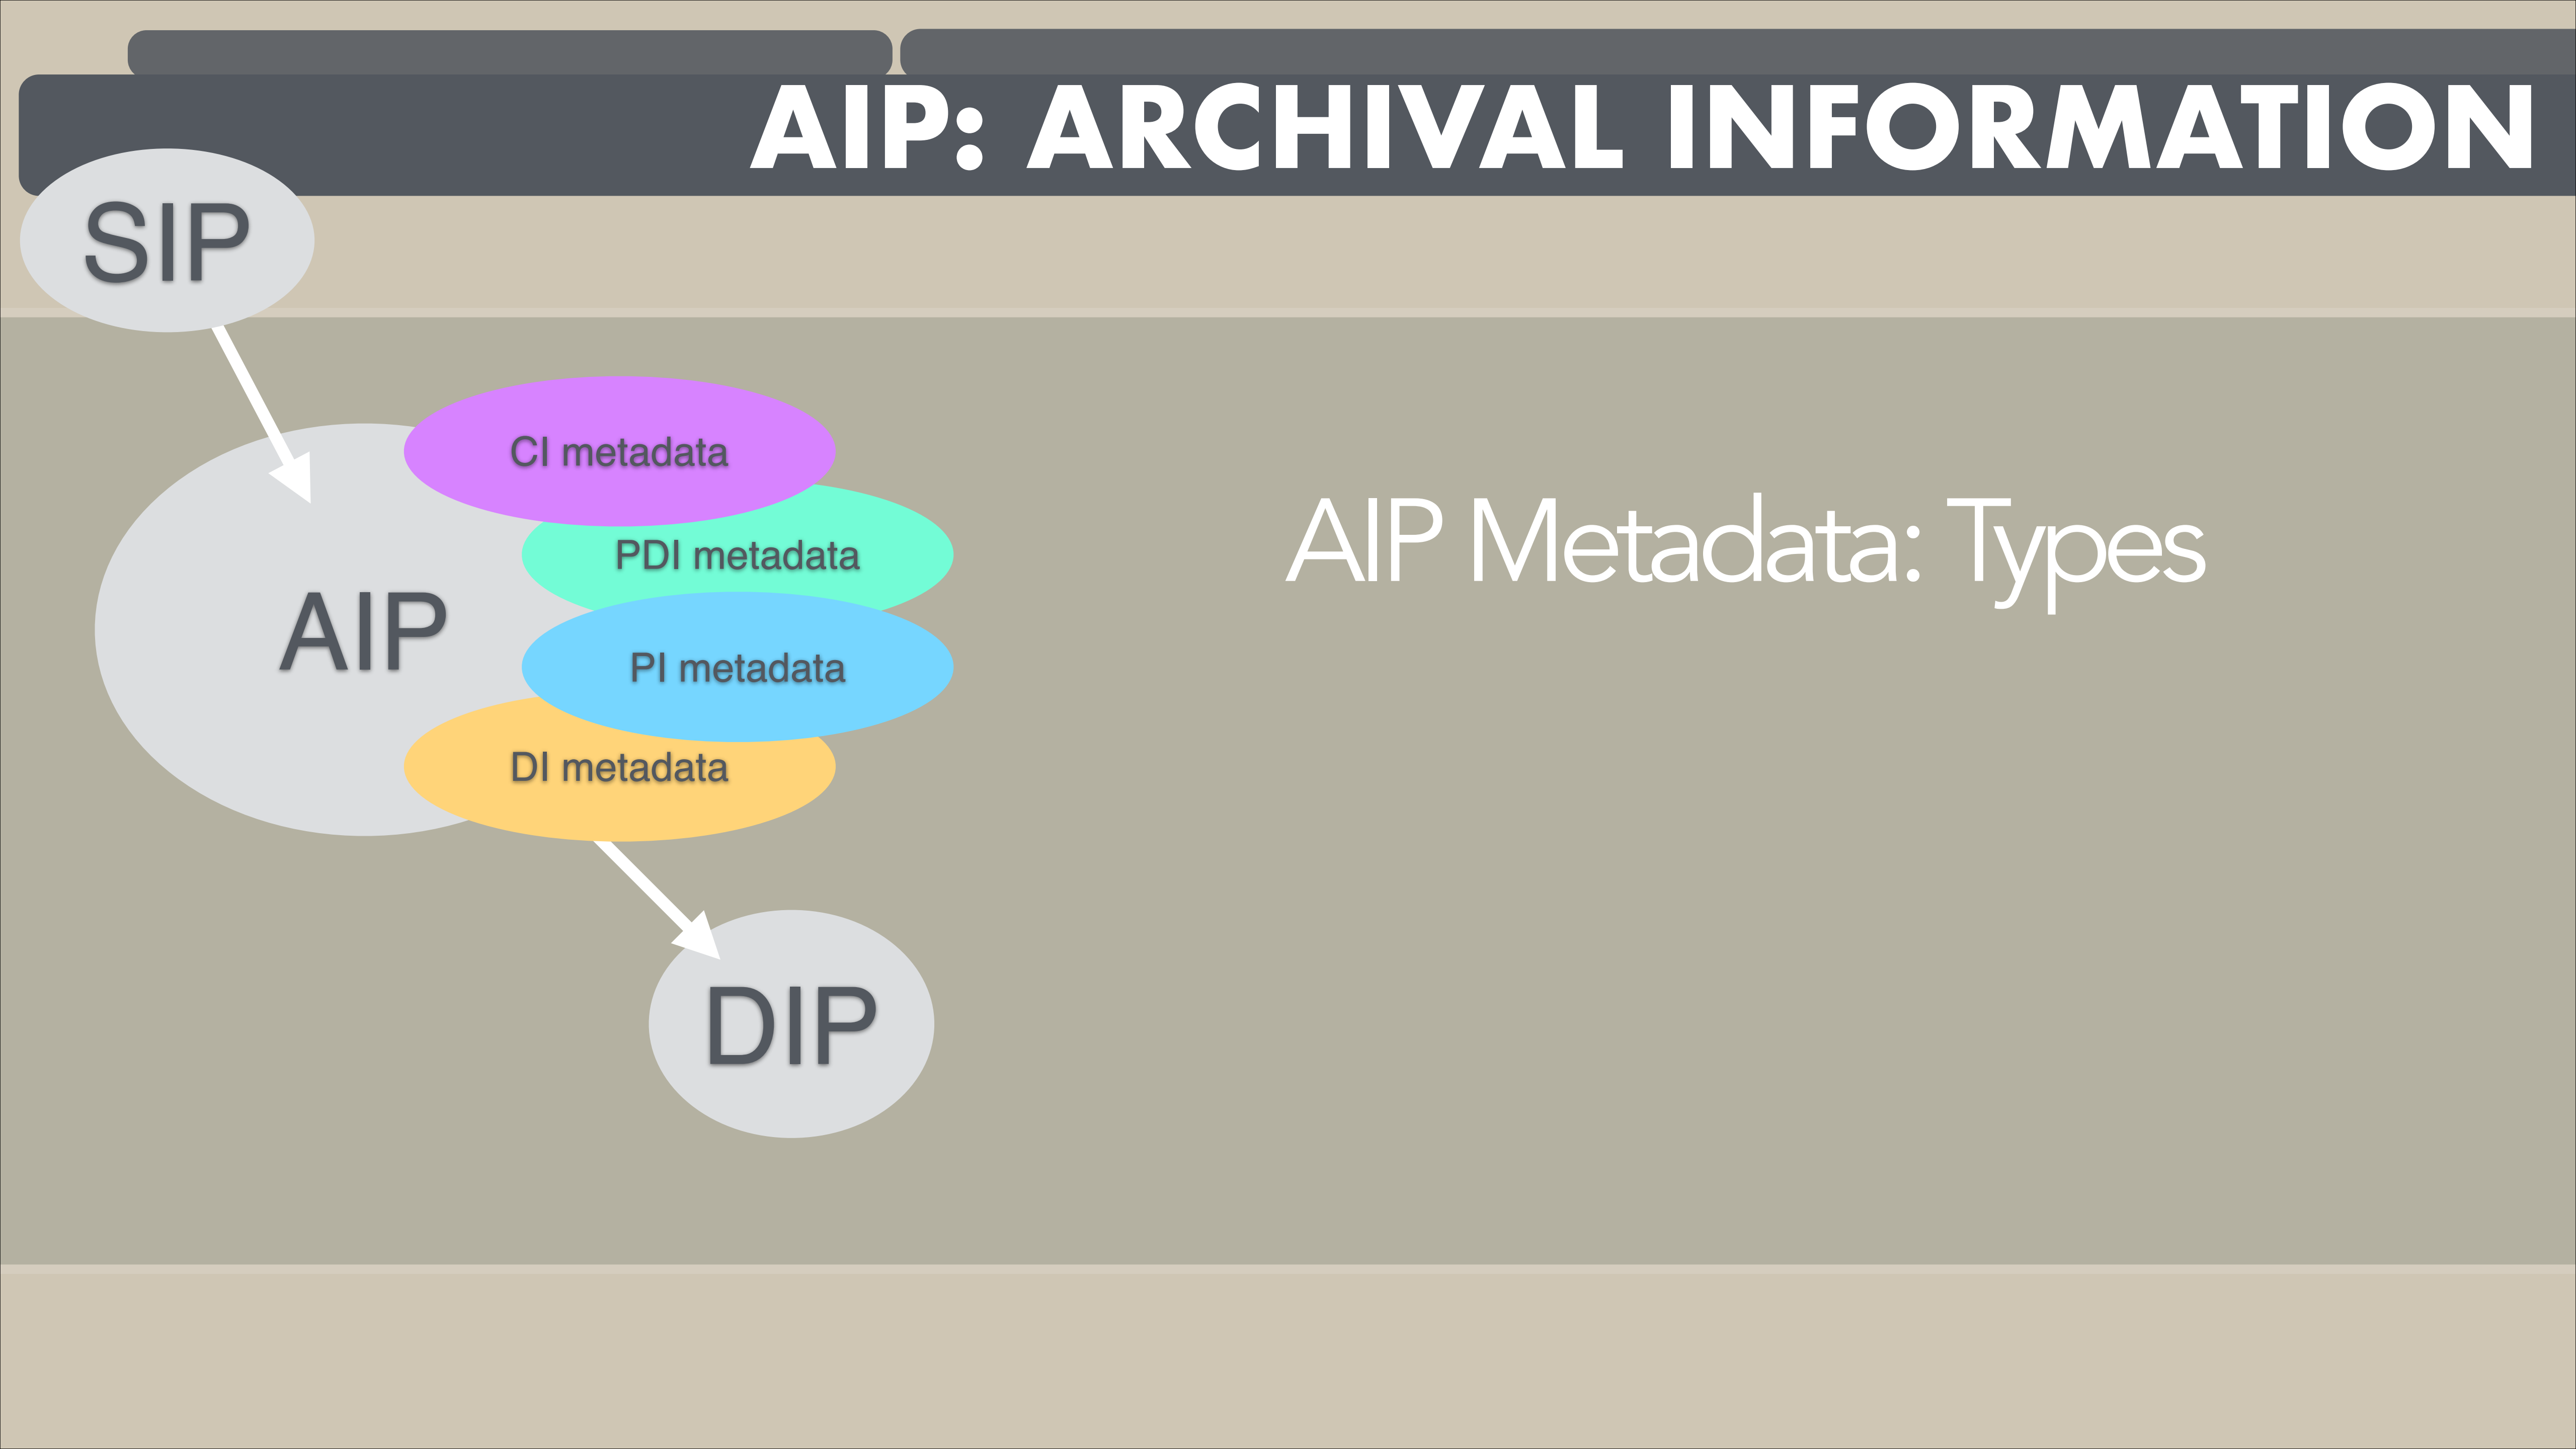 AIP: ARCHIVAL INFORMATION
SIP
CI metadata
PDI metadata
AIP
PI metadata
DI metadata
DIP
AIP Metadata: Types